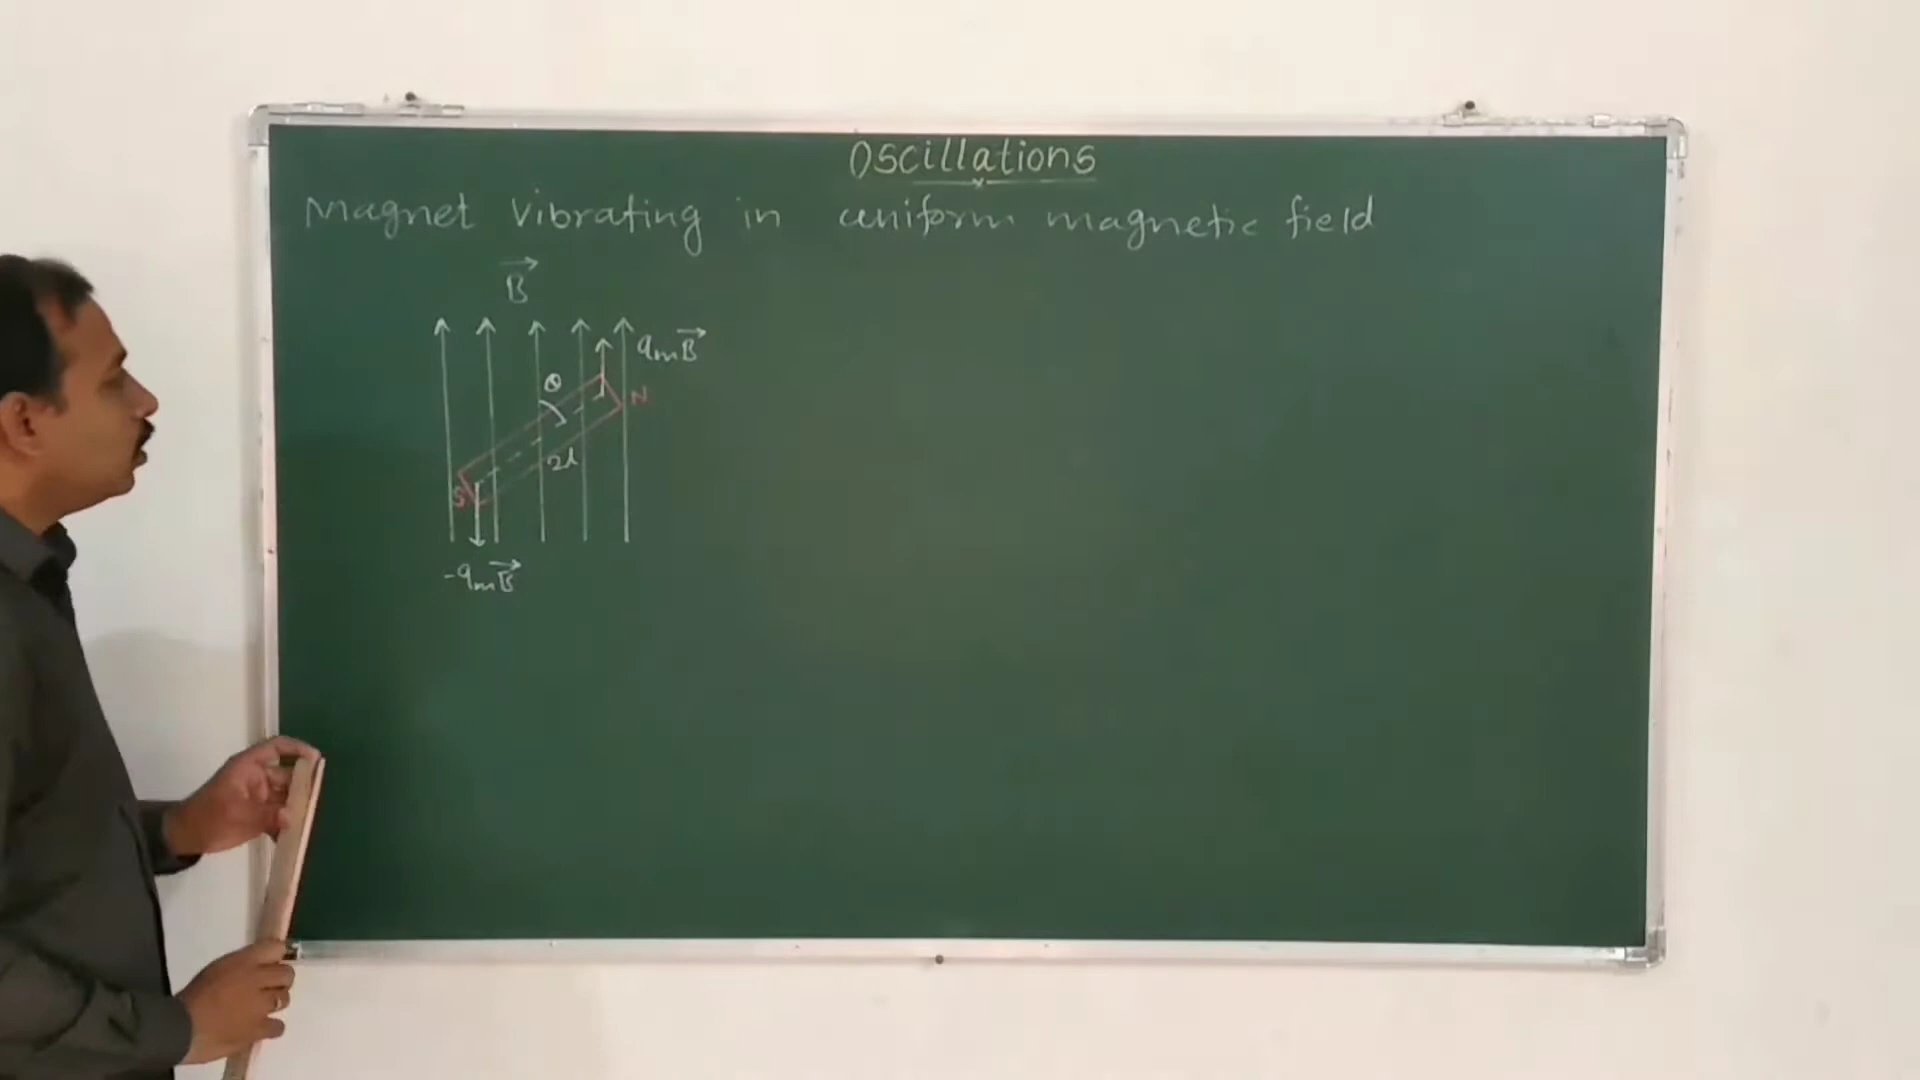 Oscillations
Magnet Vibrating in uniform magnetic field
B⃗
qₘB⃗
θ
N
2l
S
-qₘB⃗